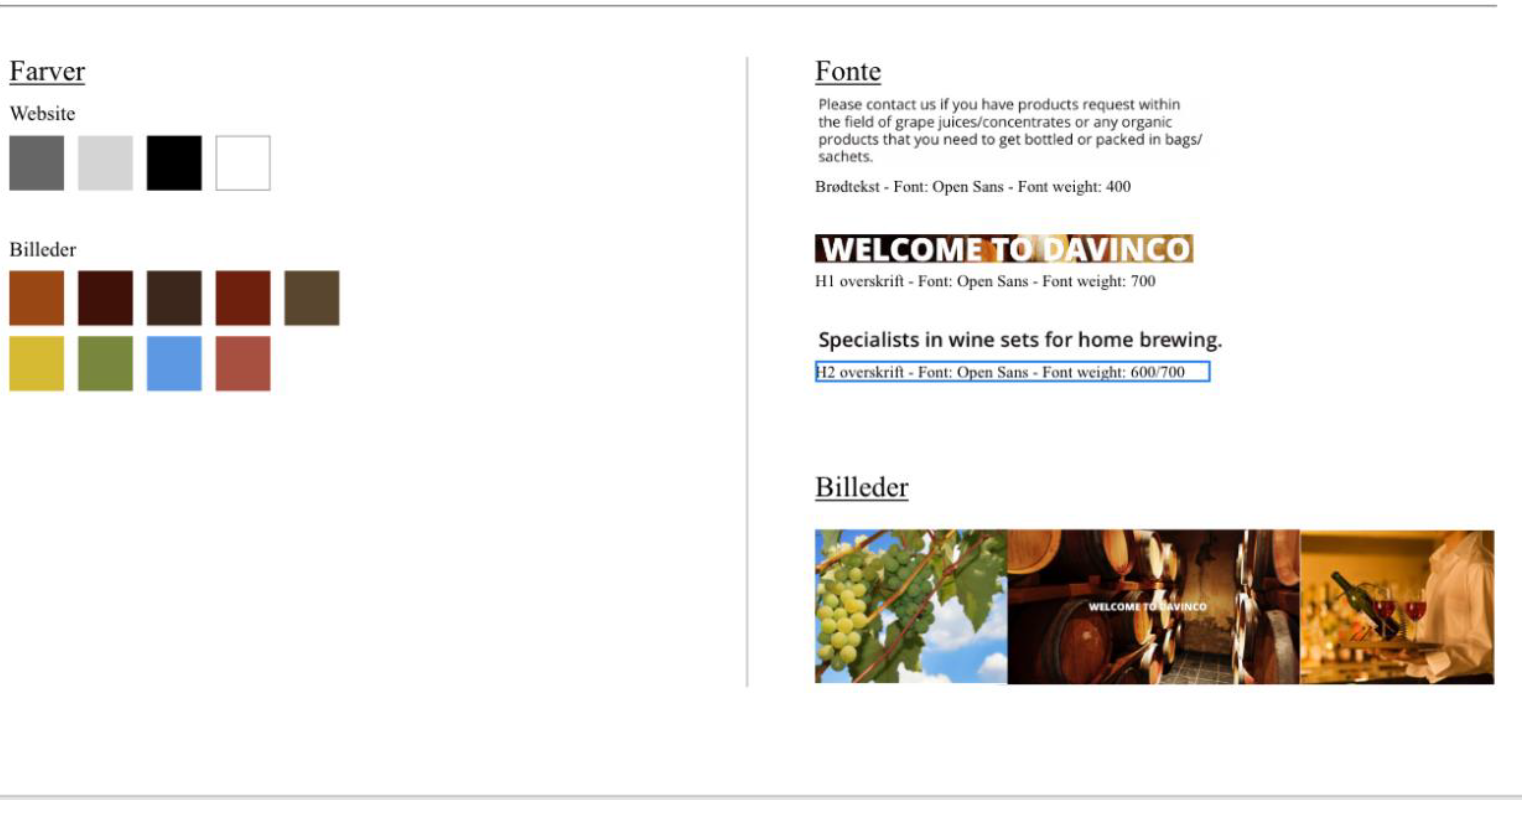 Farver
Website
Billeder
Fonte
Please contact us if you have products request within
the field of grape juices/concentrates or any organic
products that you need to get bottled or packed in bags/
sachets.
Brødtekst - Font: Open Sans - Font weight: 400
WELCOME TO DAVINCO
H1 overskrift - Font: Open Sans - Font weight: 700
Specialists in wine sets for home brewing.
H2 overskrift - Font: Open Sans - Font weight: 600/700
Billeder
WELCOME TO DAVINCO